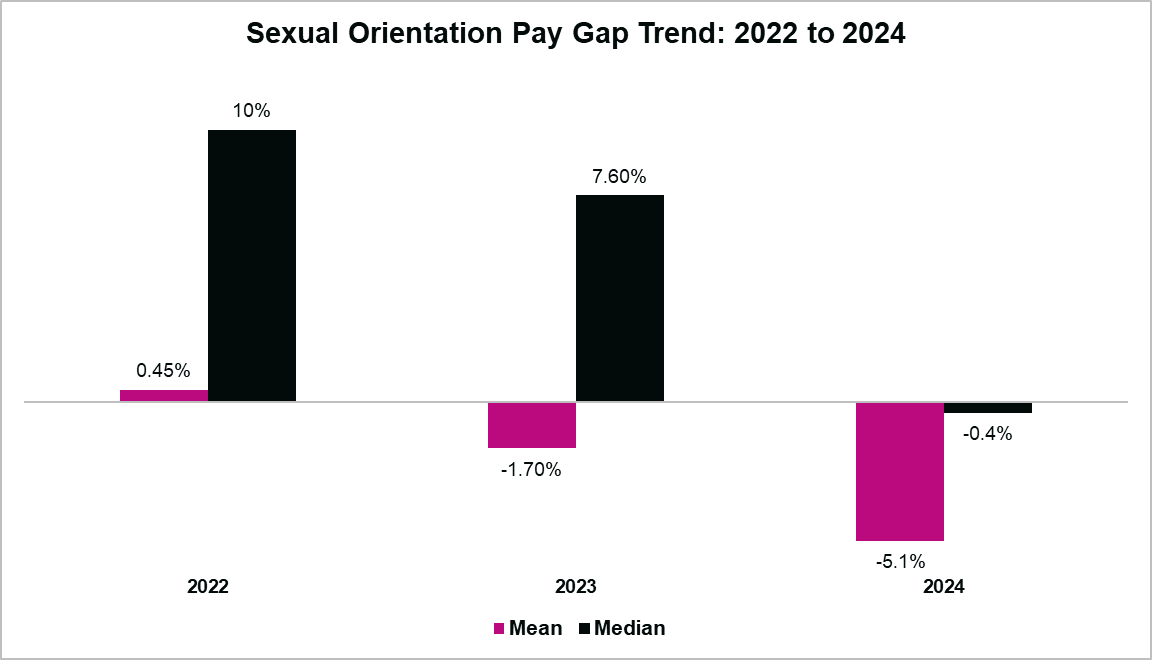 Sexual Orientation Pay Gap Trend: 2022 to 2024
10%
7.60%
0.45%
-0.4%
-1.70%
-5.1%
2022 2023 2024
Mean Median